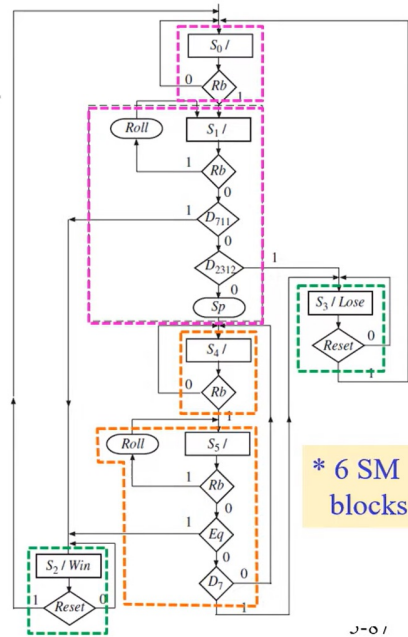 S₀ /
0
Rb
1
Roll
S₁ /
1
Rb
0
1
D₇₁₁
0
D₂₃₁₂
1
0
Sp
S₃ / Lose
S₄ /
Reset
0
1
0
Rb
1
Roll
S₅ /
1
Rb
0
1
Eq
0
D₇
0
1
S₂ / Win
1
Reset
0
* 6 SM
blocks